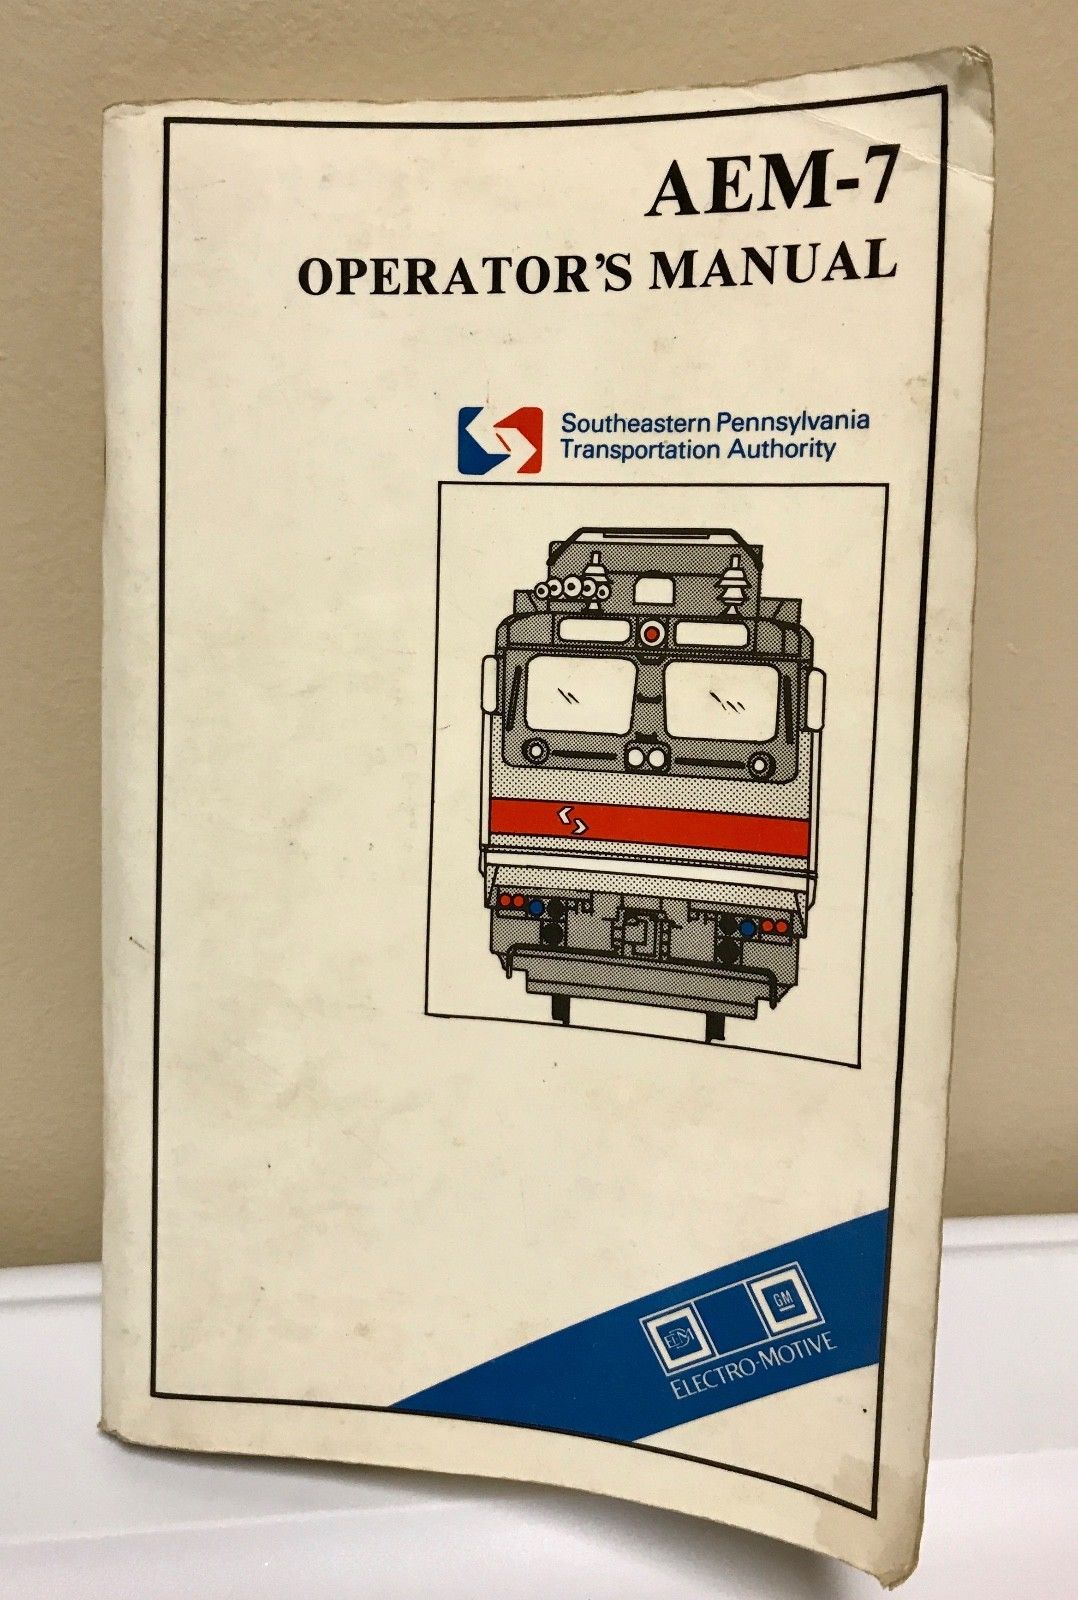 AEM-7
OPERATOR'S MANUAL
Southeastern Pennsylvania
Transportation Authority
EMD
GM
ELECTRO-MOTIVE